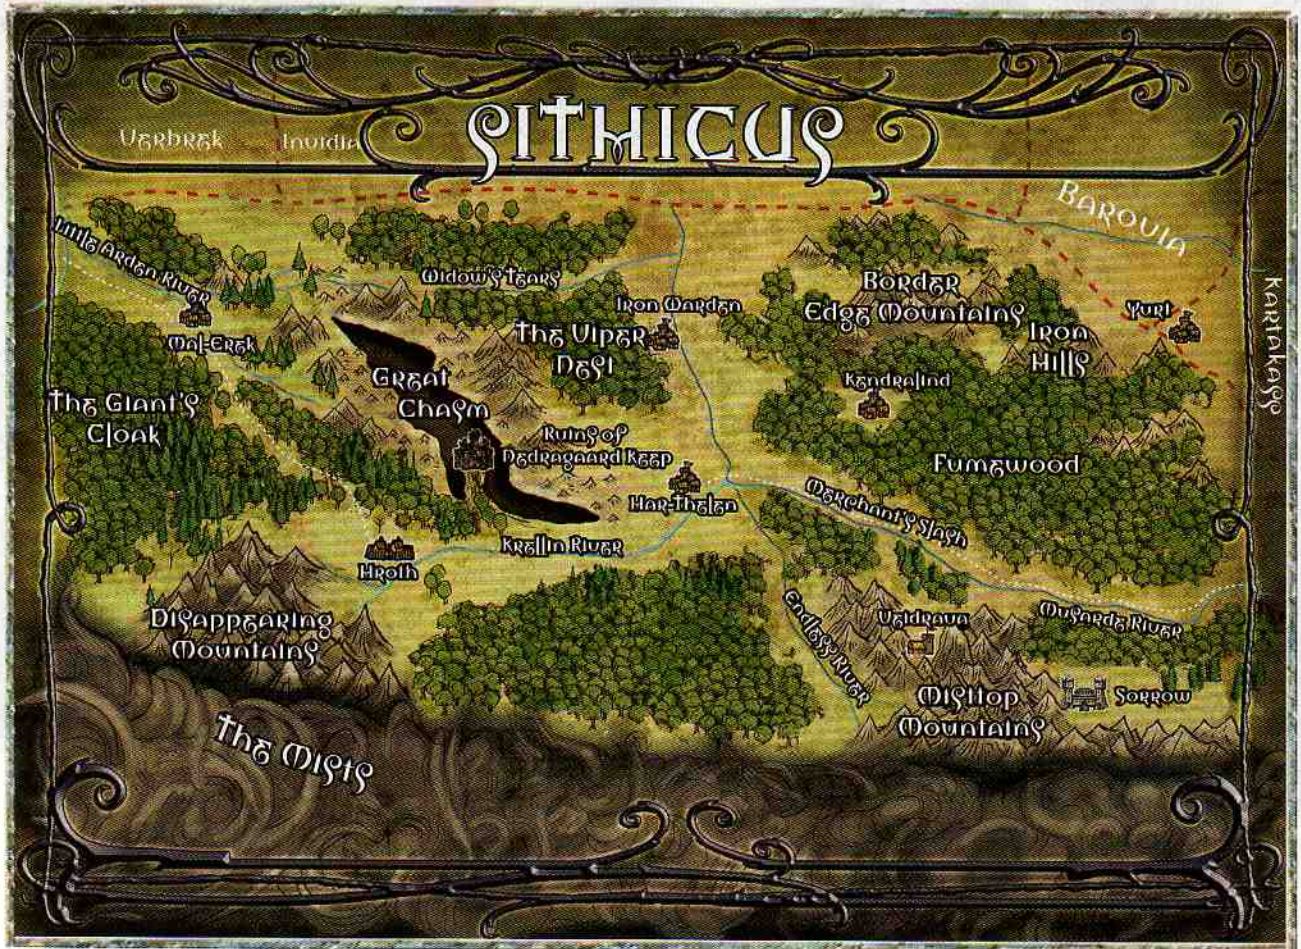 SITHICUS
Verbrek
Invidia
Barovia
Kartakass
Little Arden River
Mal-Erek
Widow's Tears
Iron Warden
The Viper
Nest
Border
Edge Mountains
Iron
Hills
Yuri
Great
Chasm
The Giant's
Cloak
Kendralind
Ruins of
Nedragaard Keep
Har-Thelen
Fumewood
Merchant's Slash
Krellin River
Hroth
Disappearing
Mountains
Endless River
Veidrava
Musarde River
Misttop
Mountains
Sorrow
The Mists